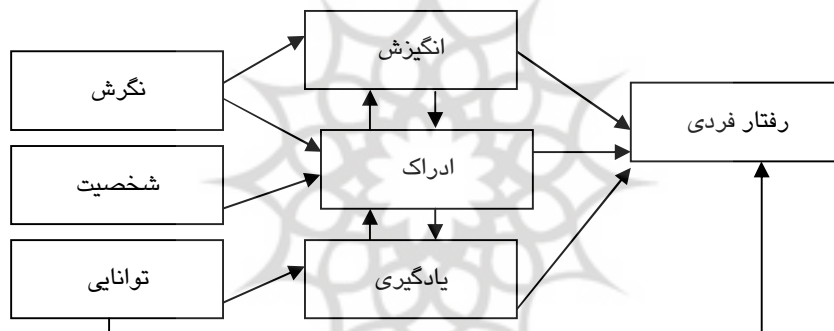 انگیزش
نگرش
رفتار فردی
ادراک
شخصیت
توانایی
یادگیری